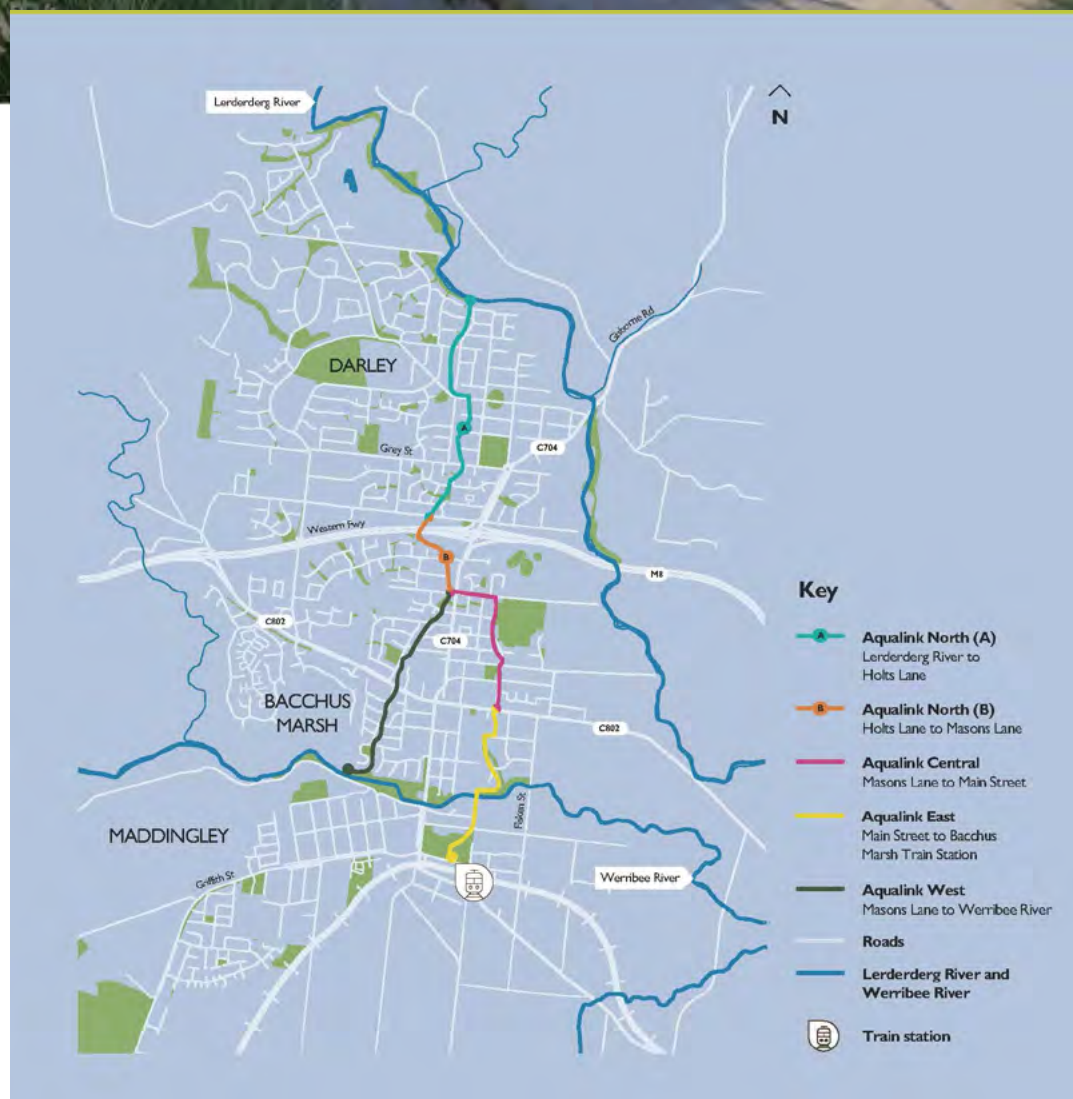 Lerderderg River
N
Gisborne Rd
DARLEY
Grey St
C704
Western Fwy
M8
C802
C704
BACCHUS
MARSH
C802
MADDINGLEY
Fisken St
Griffith St
Werribee River
Key
A
Aqualink North (A)
Lerderderg River to
Holts Lane
B
Aqualink North (B)
Holts Lane to Masons Lane
Aqualink Central
Masons Lane to Main Street
Aqualink East
Main Street to Bacchus
Marsh Train Station
Aqualink West
Masons Lane to Werribee River
Roads
Lerderderg River and
Werribee River
Train station
A
B